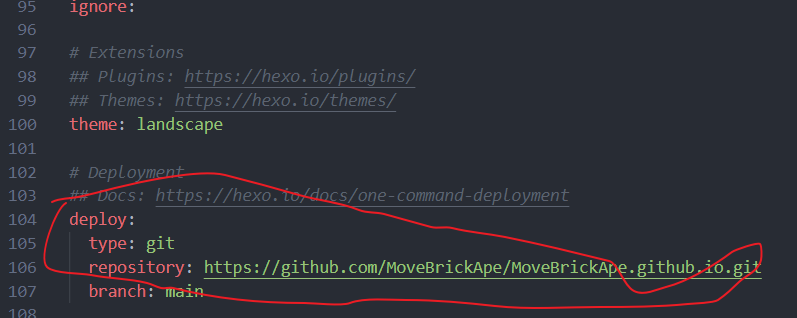 95 ignore:
96
97 # Extensions
98 ## Plugins: https://hexo.io/plugins/
99 ## Themes: https://hexo.io/themes/
100 theme: landscape
101
102 # Deployment
103 ## Docs: https://hexo.io/docs/one-command-deployment
104 deploy:
105 type: git
106 repository: https://github.com/MoveBrickApe/MoveBrickApe.github.io.git
107 branch: main
108